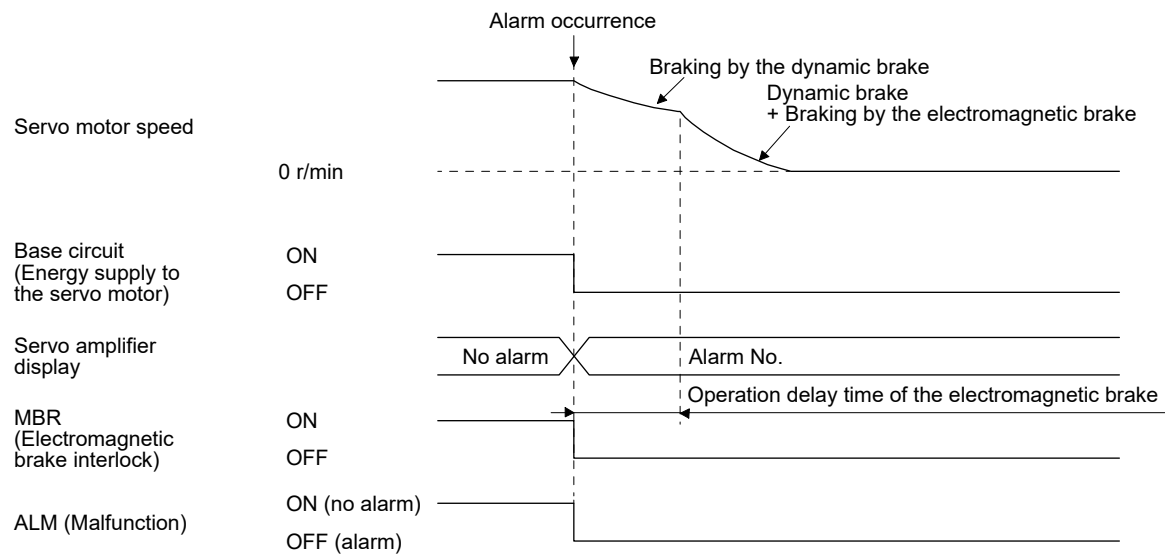 Alarm occurrence
Braking by the dynamic brake
Dynamic brake
+ Braking by the electromagnetic brake
Servo motor speed
0 r/min
Base circuit
(Energy supply to
the servo motor)
ON
OFF
Servo amplifier
display
No alarm
Alarm No.
Operation delay time of the electromagnetic brake
MBR
(Electromagnetic
brake interlock)
ON
OFF
ALM (Malfunction)
ON (no alarm)
OFF (alarm)